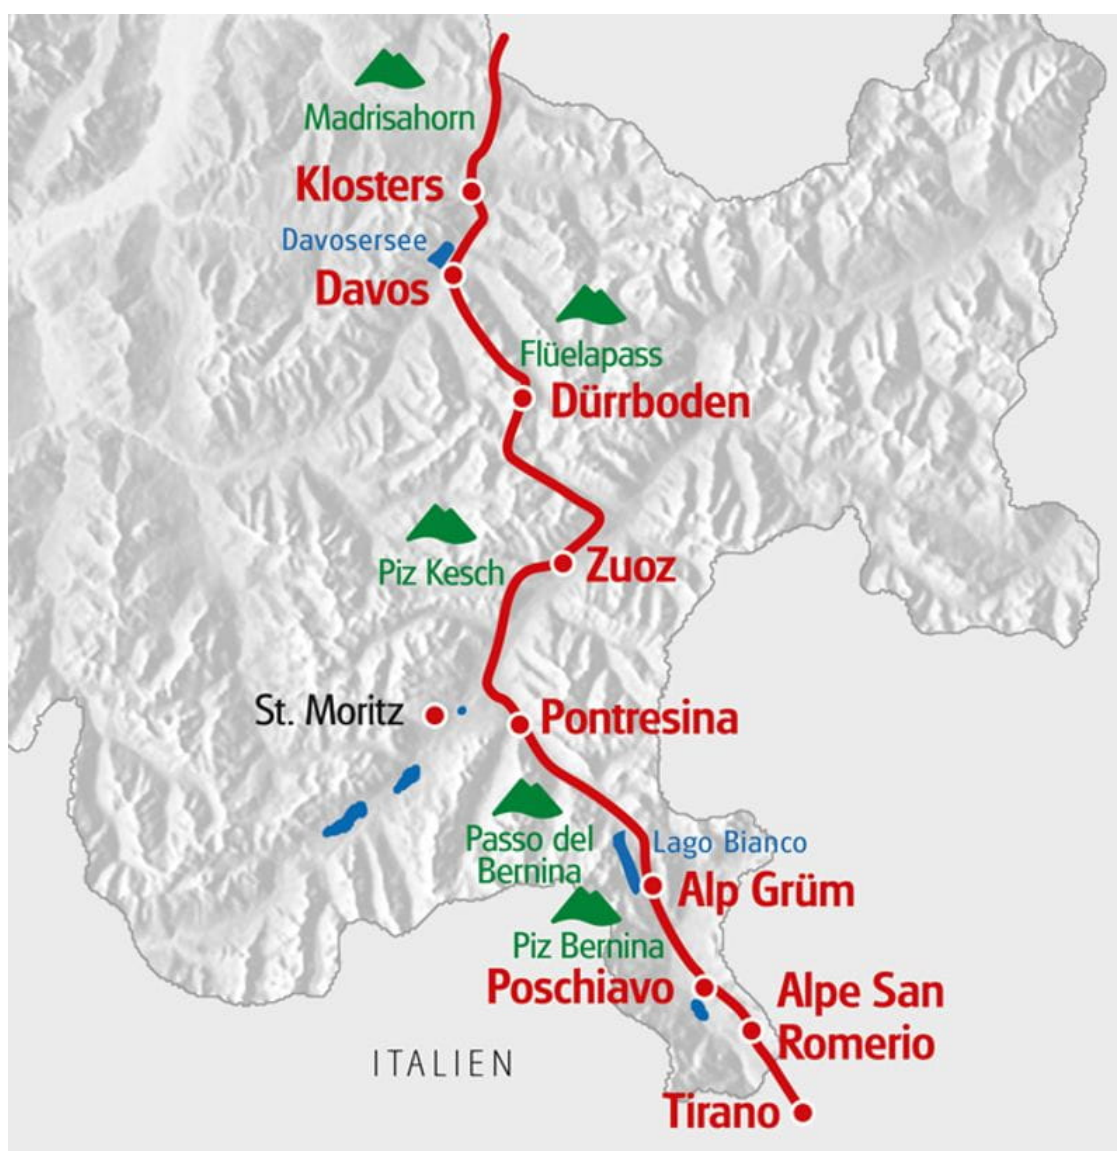 Madrisahorn
Klosters
Davosersee
Davos
Flüelapass
Dürrboden
Piz Kesch
Zuoz
St. Moritz
Pontresina
Passo del
Bernina
Lago Bianco
Alp Grüm
Piz Bernina
Poschiavo
Alpe San
Romerio
ITALIEN
Tirano